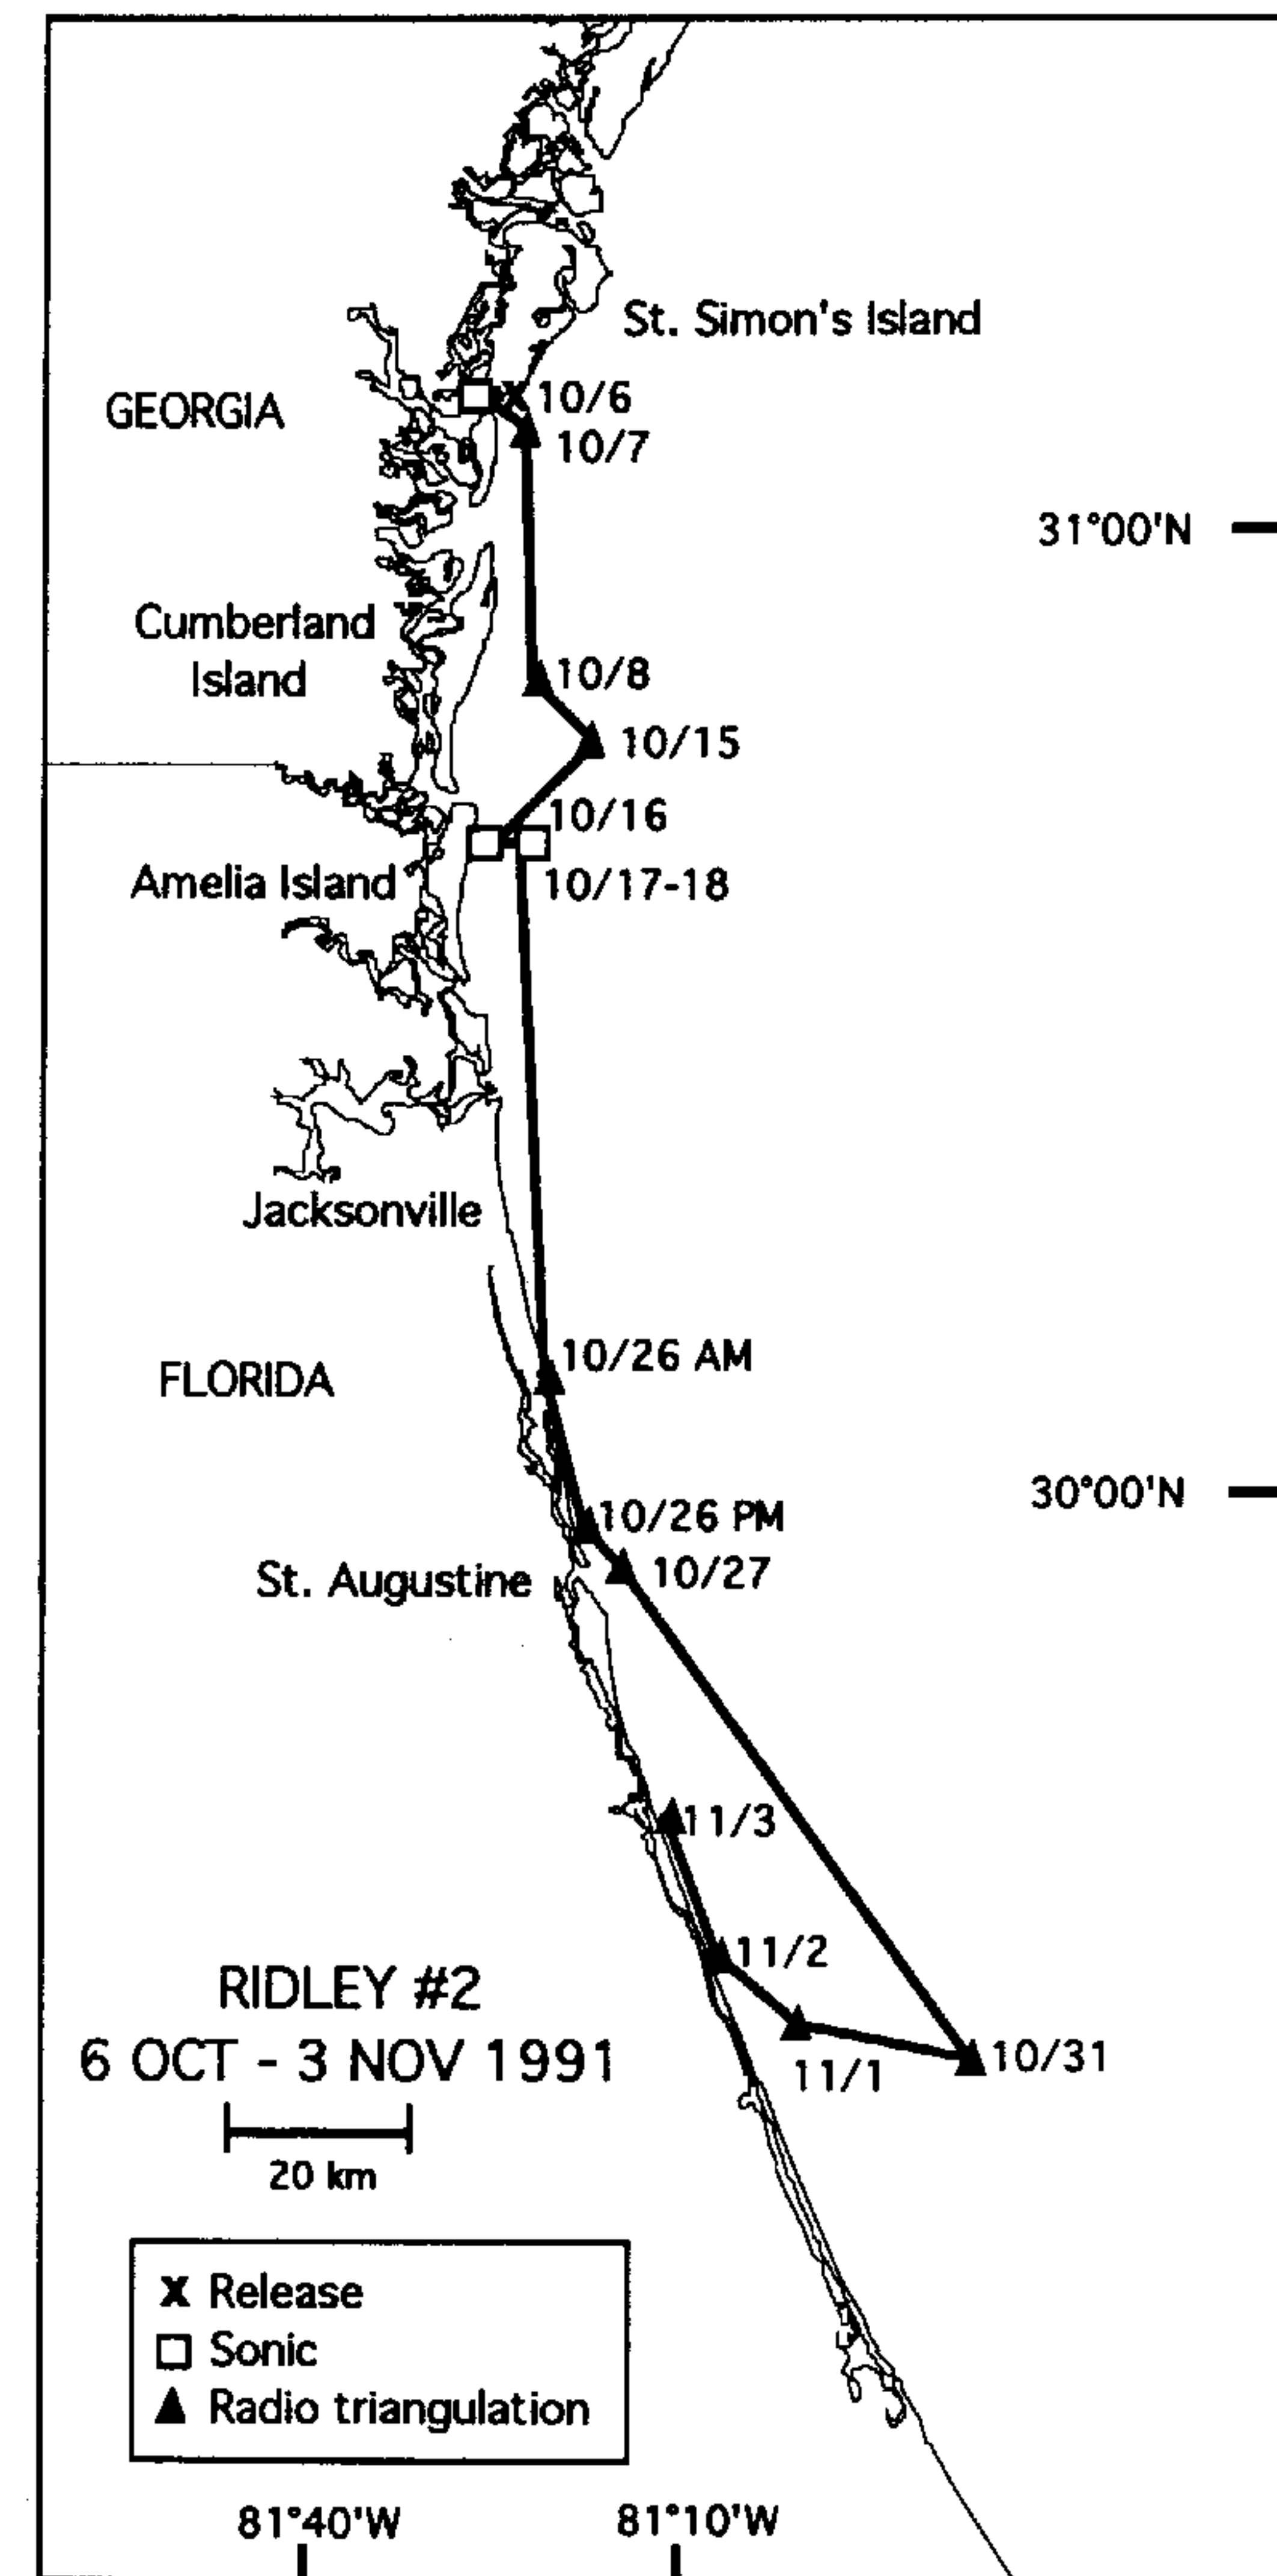 St. Simon's Island
GEORGIA
10/6
10/7
31°00'N
Cumberland
Island
10/8
10/15
10/16
Amelia Island
10/17-18
Jacksonville
10/26 AM
FLORIDA
30°00'N
10/26 PM
10/27
St. Augustine
11/3
11/2
RIDLEY #2
6 OCT - 3 NOV 1991
10/31
11/1
20 km
x Release
Sonic
Radio triangulation
81°40'W
81°10'W